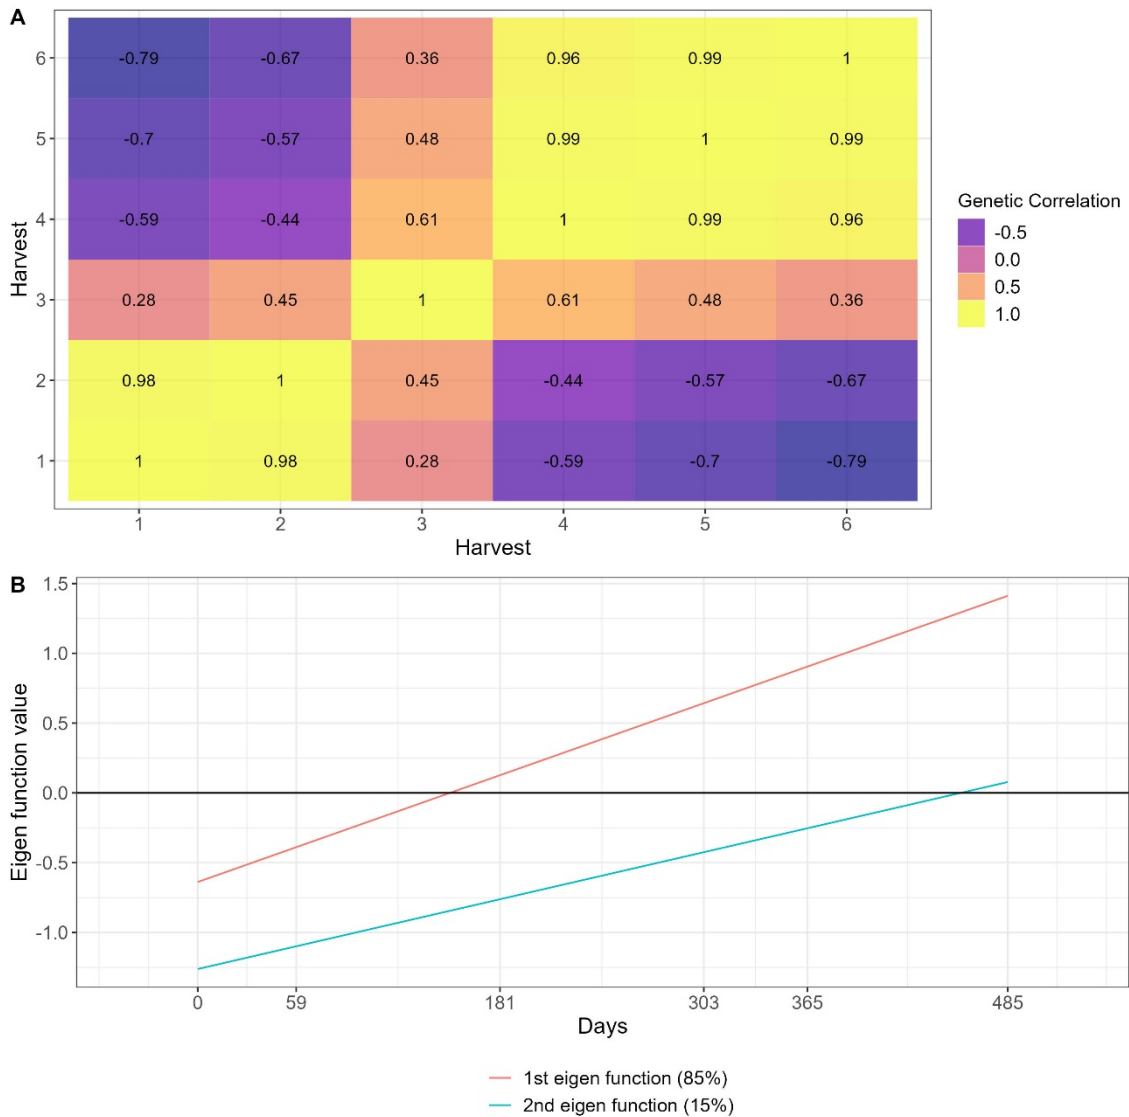 A
6 -0.79 -0.67 0.36 0.96 0.99 1
5 -0.7 -0.57 0.48 0.99 1 0.99
4 -0.59 -0.44 0.61 1 0.99 0.96
3 0.28 0.45 1 0.61 0.48 0.36
2 0.98 1 0.45 -0.44 -0.57 -0.67
1 1 0.98 0.28 -0.59 -0.7 -0.79
1 2 3 4 5 6
Harvest
Harvest
Genetic Correlation
-0.5
0.0
0.5
1.0
B
1.5
1.0
0.5
0.0
-0.5
-1.0
Eigen function value
0 59 181 303 365 485
Days
1st eigen function (85%)
2nd eigen function (15%)